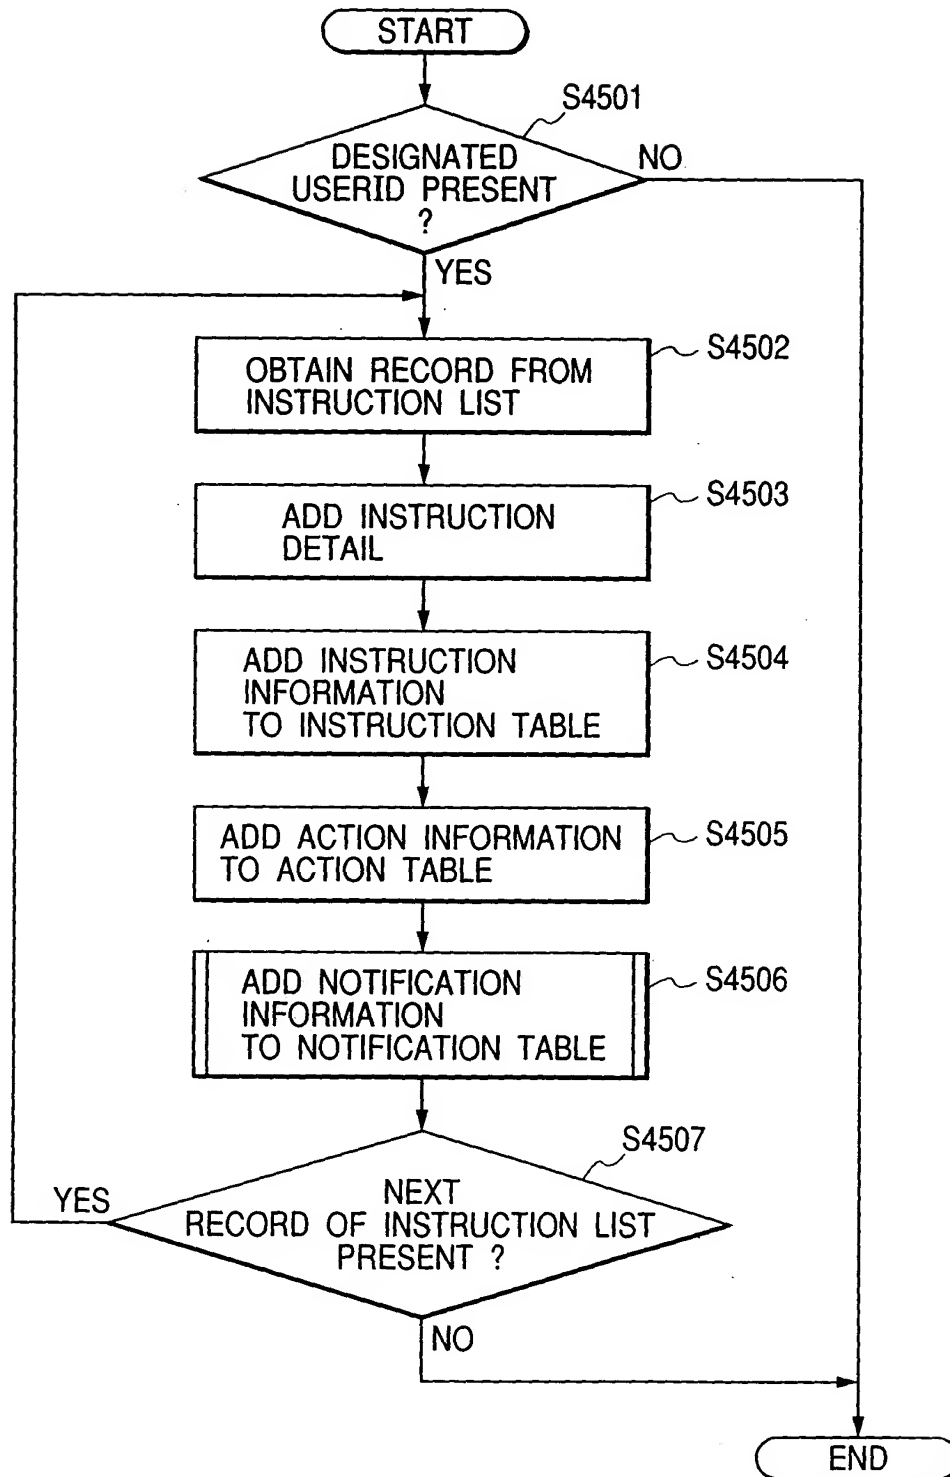 START
S4501
DESIGNATED
USERID PRESENT
?
NO
YES
OBTAIN RECORD FROM
INSTRUCTION LIST
S4502
ADD INSTRUCTION
DETAIL
S4503
ADD INSTRUCTION
INFORMATION
TO INSTRUCTION TABLE
S4504
ADD ACTION INFORMATION
TO ACTION TABLE
S4505
ADD NOTIFICATION
INFORMATION
TO NOTIFICATION TABLE
S4506
S4507
YES
NEXT
RECORD OF INSTRUCTION LIST
PRESENT ?
NO
END